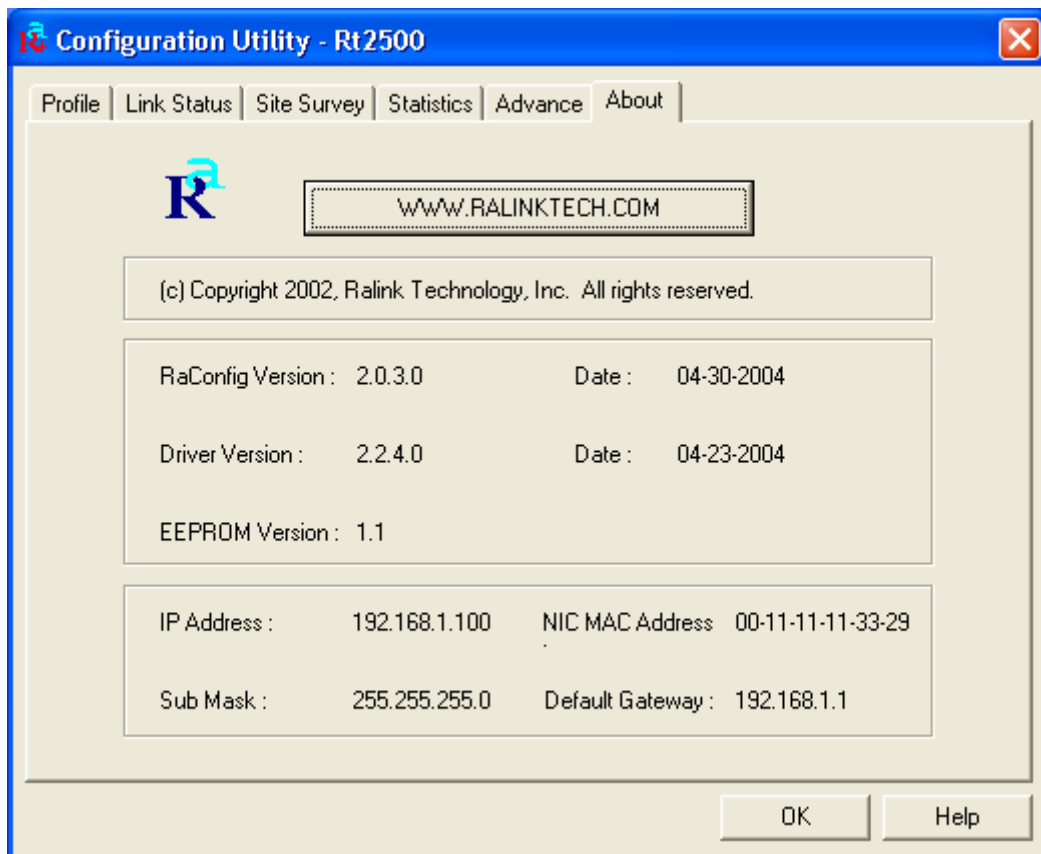 Configuration Utility - Rt2500
Profile Link Status Site Survey Statistics Advance About
Ra
WWW.RALINKTECH.COM
(c) Copyright 2002, Ralink Technology, Inc. All rights reserved.
RaConfig Version : 2.0.3.0 Date : 04-30-2004
Driver Version : 2.2.4.0 Date : 04-23-2004
EEPROM Version : 1.1
IP Address : 192.168.1.100 NIC MAC Address 00-11-11-11-33-29
Sub Mask : 255.255.255.0 Default Gateway : 192.168.1.1
OK Help